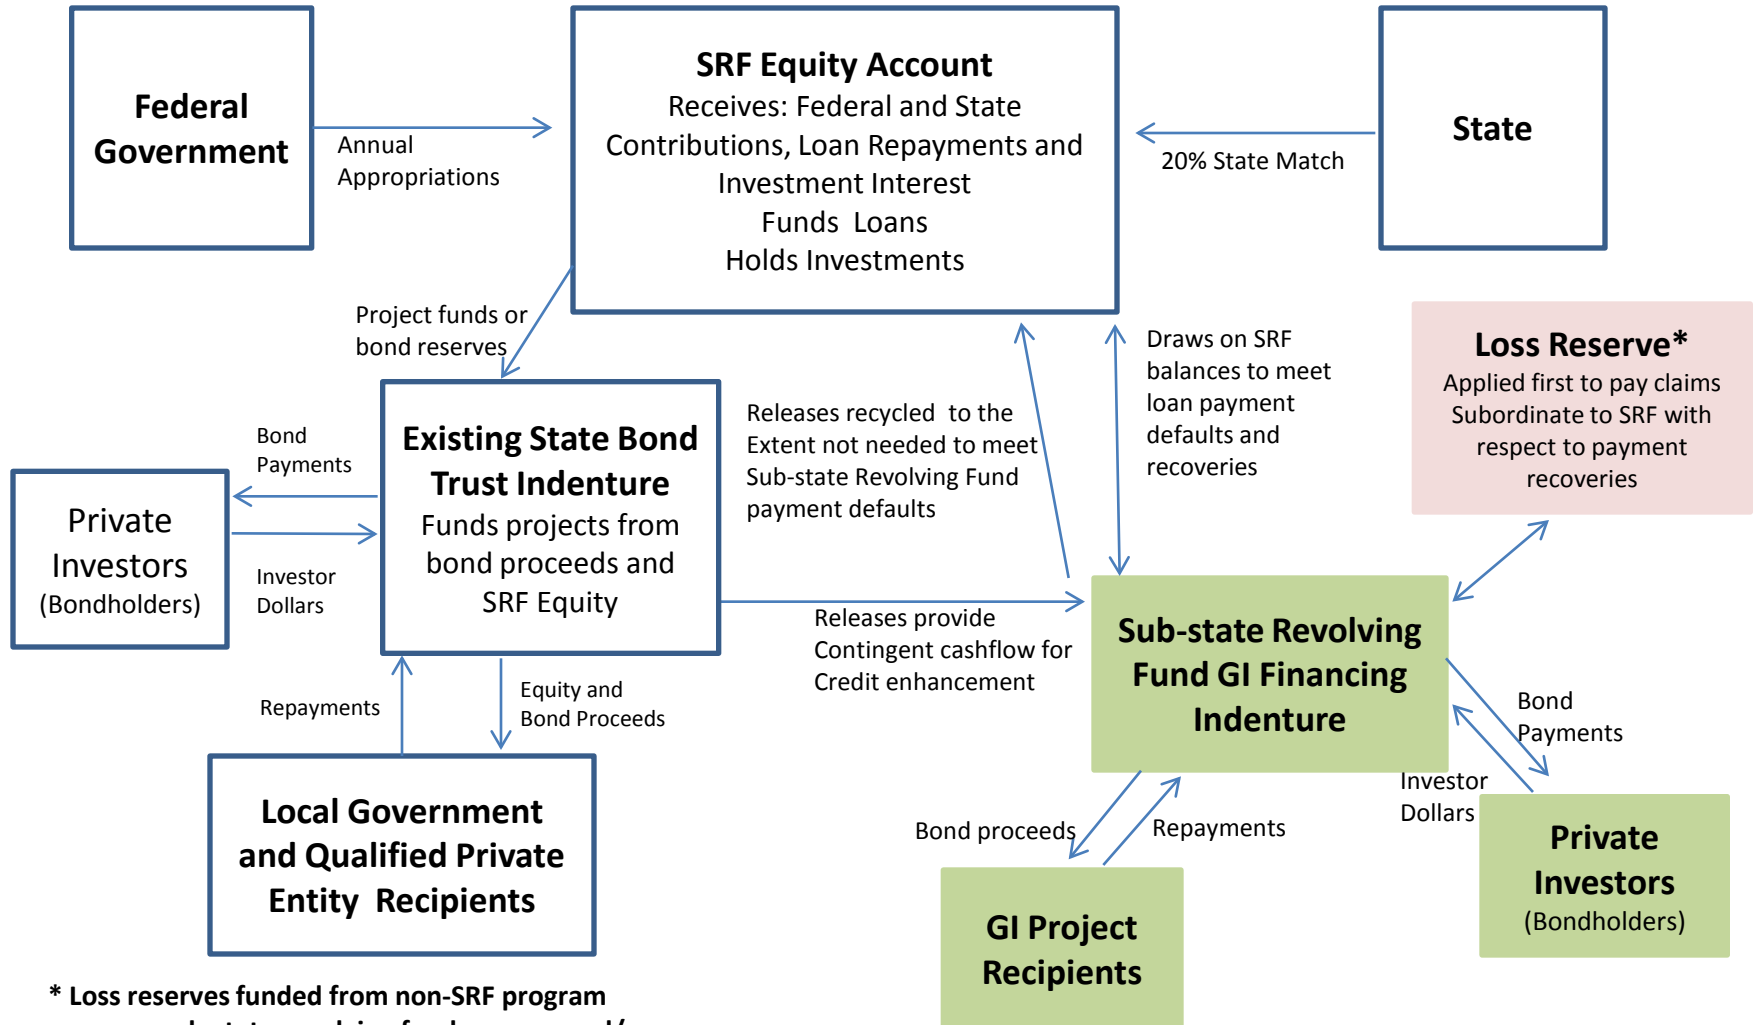 Federal
Government
Annual
Appropriations
SRF Equity Account
Receives: Federal and State
Contributions, Loan Repayments and
Investment Interest
Funds Loans
Holds Investments
20% State Match
State
Project funds or
bond reserves
Releases recycled to the
Extent not needed to meet
Sub-state Revolving Fund
payment defaults
Draws on SRF
balances to meet
loan payment
defaults and
recoveries
Loss Reserve*
Applied first to pay claims
Subordinate to SRF with
respect to payment
recoveries
Private
Investors
(Bondholders)
Bond
Payments
Investor
Dollars
Existing State Bond
Trust Indenture
Funds projects from
bond proceeds and
SRF Equity
Releases provide
Contingent cashflow for
Credit enhancement
Sub-state Revolving
Fund GI Financing
Indenture
Repayments
Equity and
Bond Proceeds
Local Government
and Qualified Private
Entity Recipients
Bond proceeds
Repayments
GI Project
Recipients
Bond
Payments
Investor
Dollars
Private
Investors
(Bondholders)
* Loss reserves funded from non-SRF program